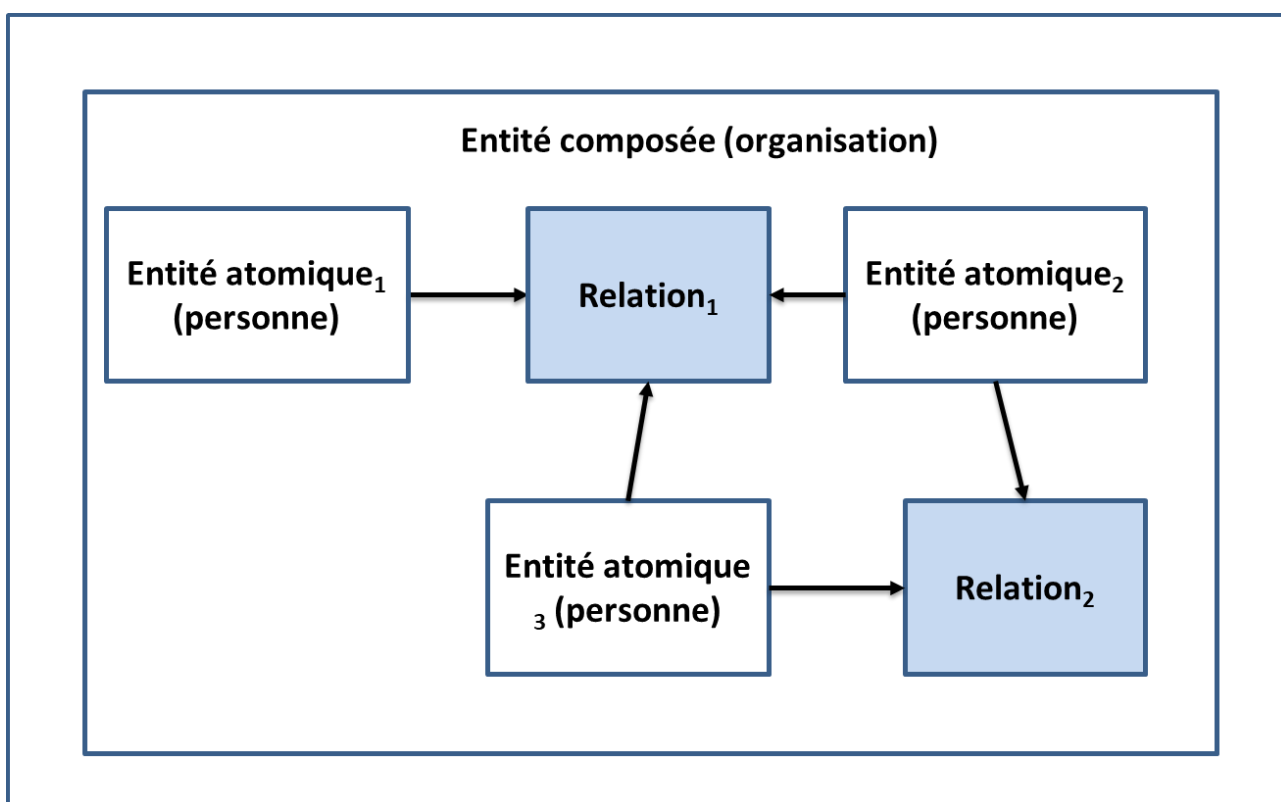 Entité composée (organisation)
Entité atomique₁
(personne)
Relation₁
Entité atomique₂
(personne)
Entité atomique
₃ (personne)
Relation₂